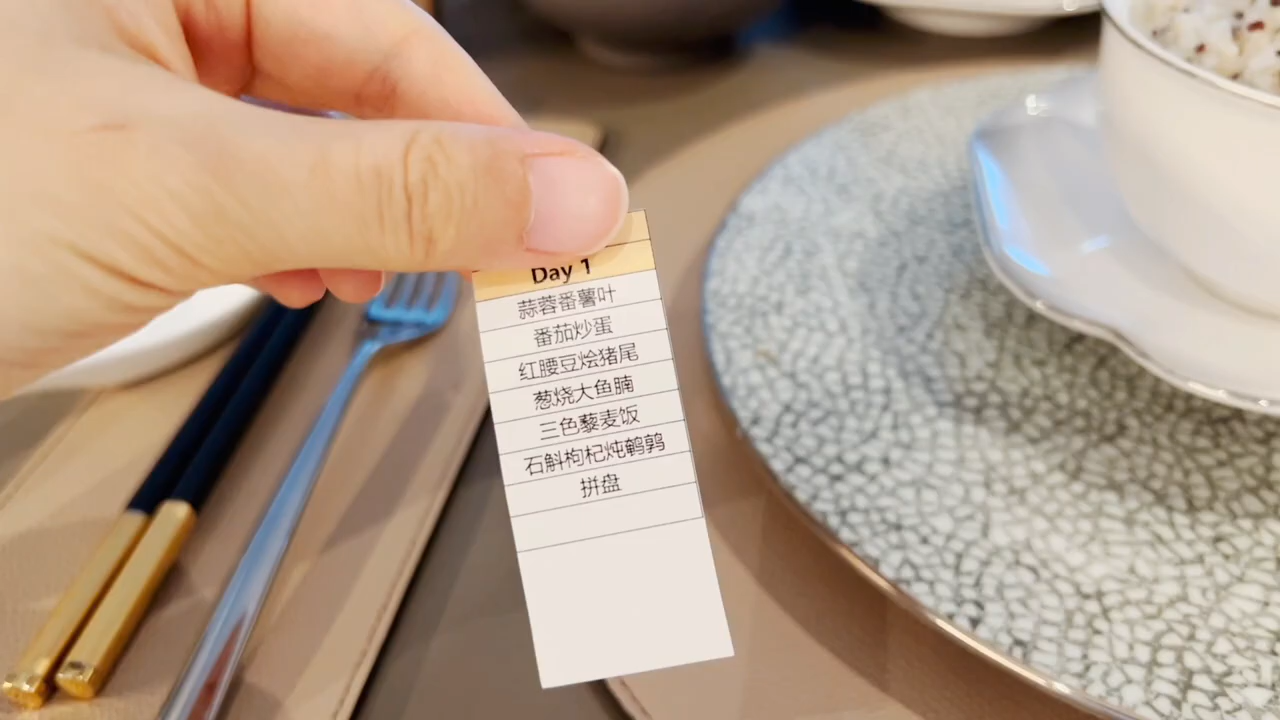 Day 1
蒜蓉番薯叶
番茄炒蛋
红腰豆烩猪尾
葱烧大鱼腩
三色藜麦饭
石斛枸杞炖鹌鹑
拼盘